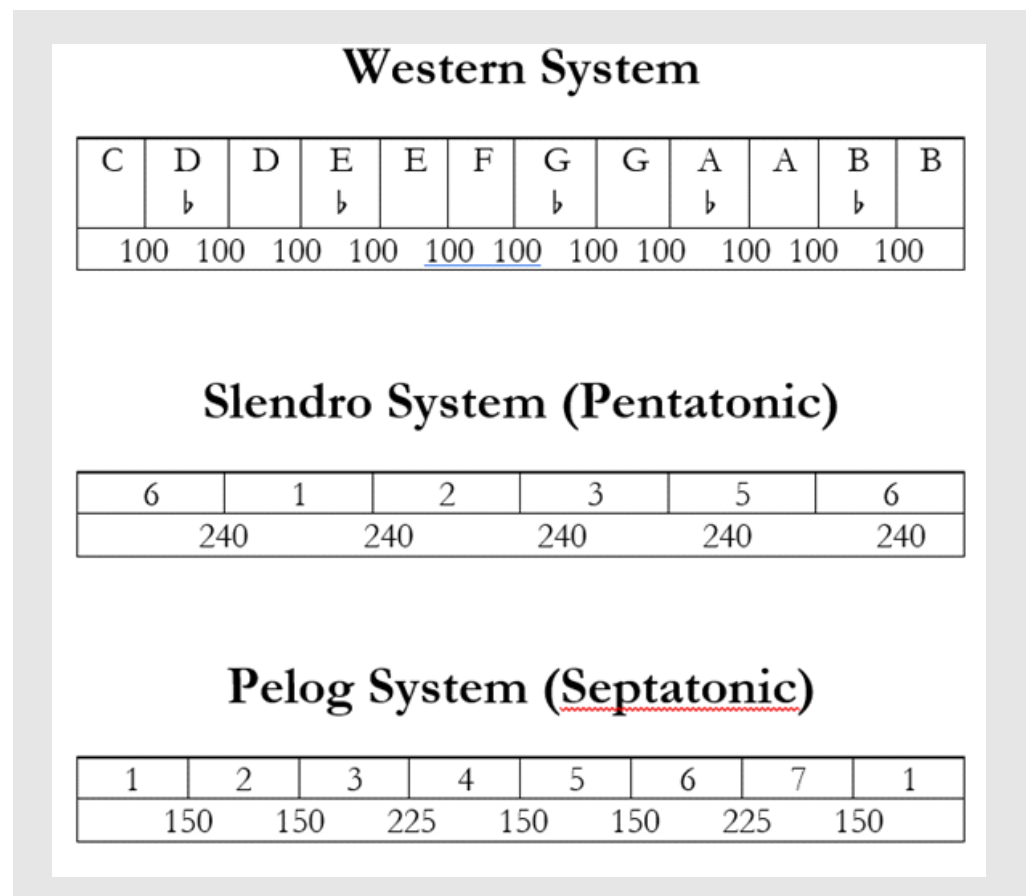 Western System
C D D E E F G G A A B B
♭ ♭ ♭ ♭ ♭
100 100 100 100 100 100 100 100 100 100 100
Slendro System (Pentatonic)
6 1 2 3 5 6
240 240 240 240 240
Pelog System (Septatonic)
1 2 3 4 5 6 7 1
150 150 225 150 150 225 150